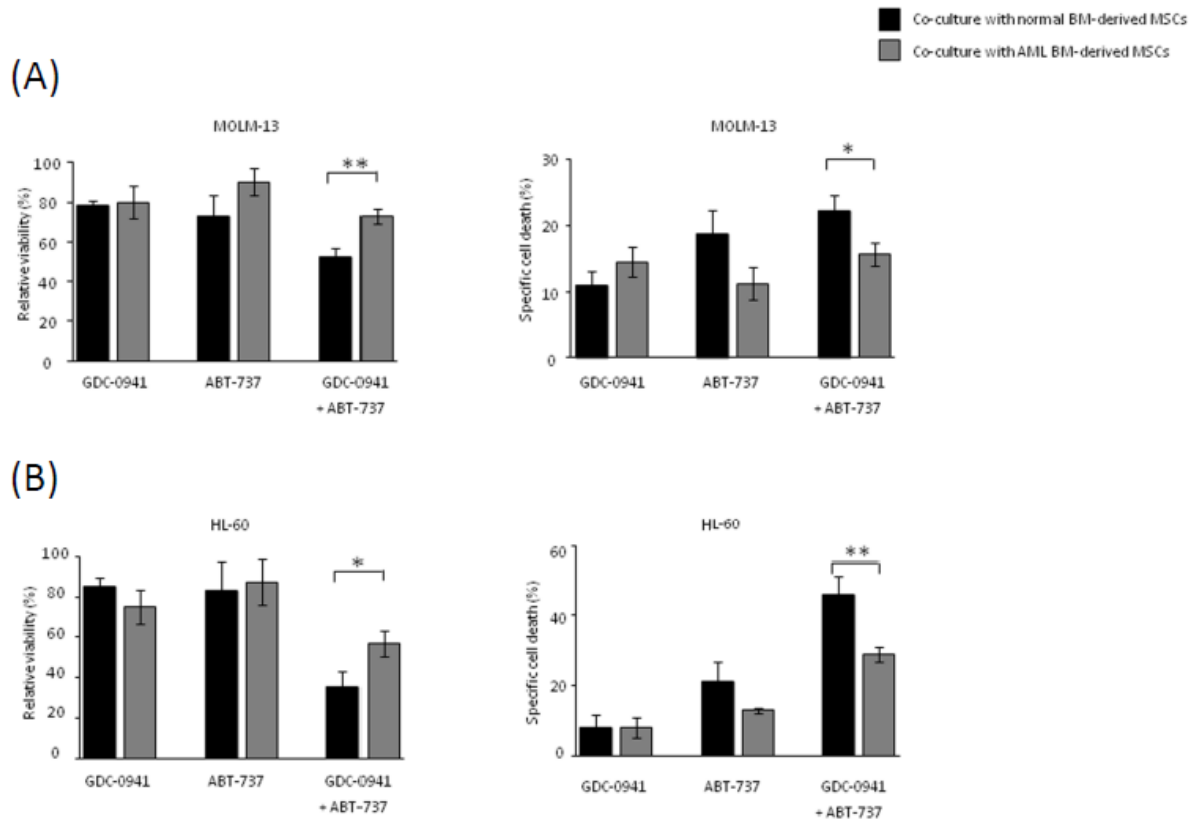 Co-culture with normal BM-derived MSCs
Co-culture with AML BM-derived MSCs
(A)
MOLM-13
Relative viability (%)
100
80
60
40
20
0
**
GDC-0941
ABT-737
GDC-0941
+ ABT-737
MOLM-13
Specific cell death (%)
30
20
10
0
*
GDC-0941
ABT-737
GDC-0941
+ ABT-737
(B)
HL-60
Relative viability (%)
100
80
60
40
20
0
*
GDC-0941
ABT-737
GDC-0941
+ ABT-737
HL-60
Specific cell death (%)
60
40
20
0
**
GDC-0941
ABT-737
GDC-0941
+ ABT-737